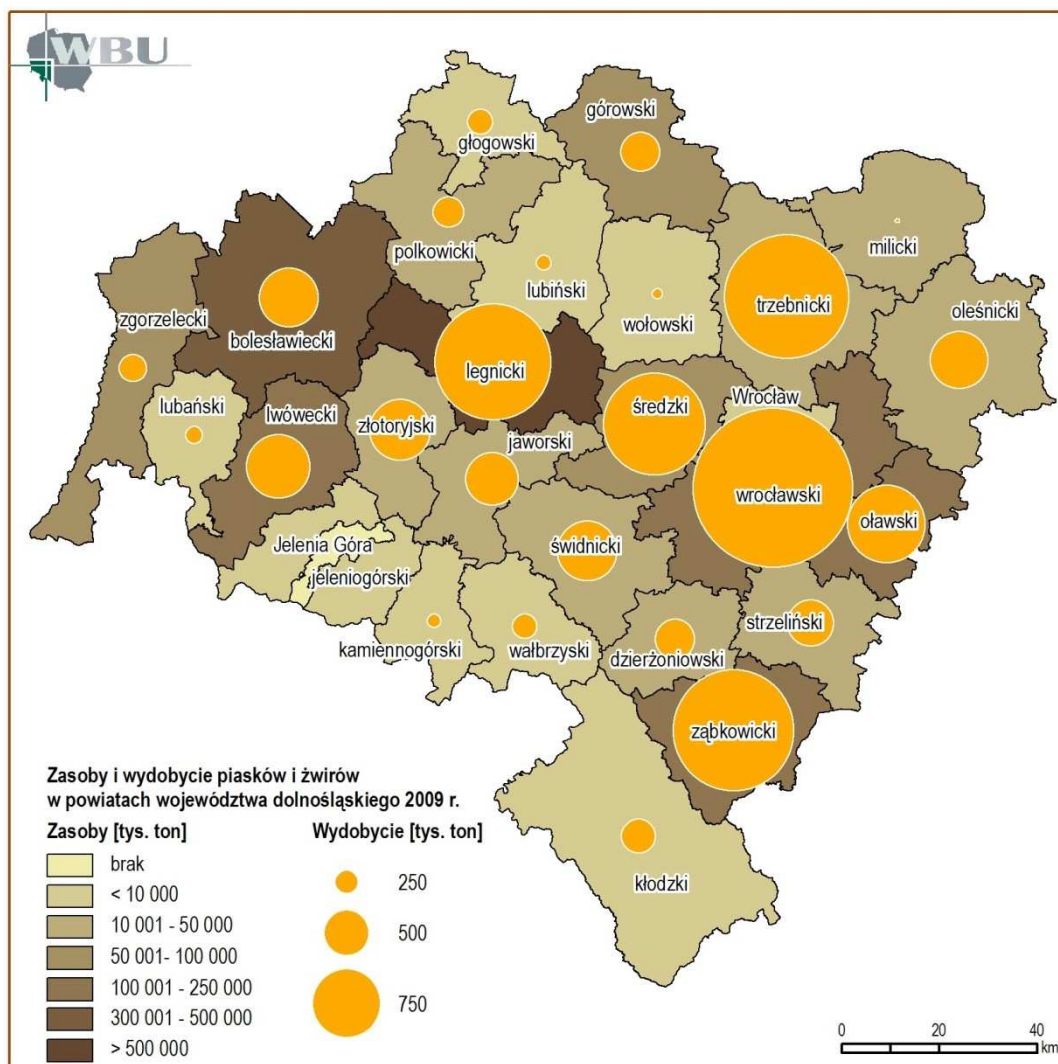 WBU
głogowski
górowski
polkowicki
milicki
lubiński
trzebnicki
zgorzelecki
oleśnicki
wołowski
bolesławiecki
legnicki
lubański
lwówecki
złotoryjski
średzki
Wrocław
jaworski
wrocławski
oławski
Jelenia Góra
świdnicki
jeleniogórski
strzeliński
kamiennogórski
wałbrzyski
dzierżoniowski
ząbkowicki
kłodzki
Zasoby i wydobycie piasków i żwirów
w powiatach województwa dolnośląskiego 2009 r.
Zasoby [tys. ton]
brak
< 10 000
10 001 - 50 000
50 001- 100 000
100 001 - 250 000
300 001 - 500 000
> 500 000
Wydobycie [tys. ton]
250
500
750
0 20 40
km